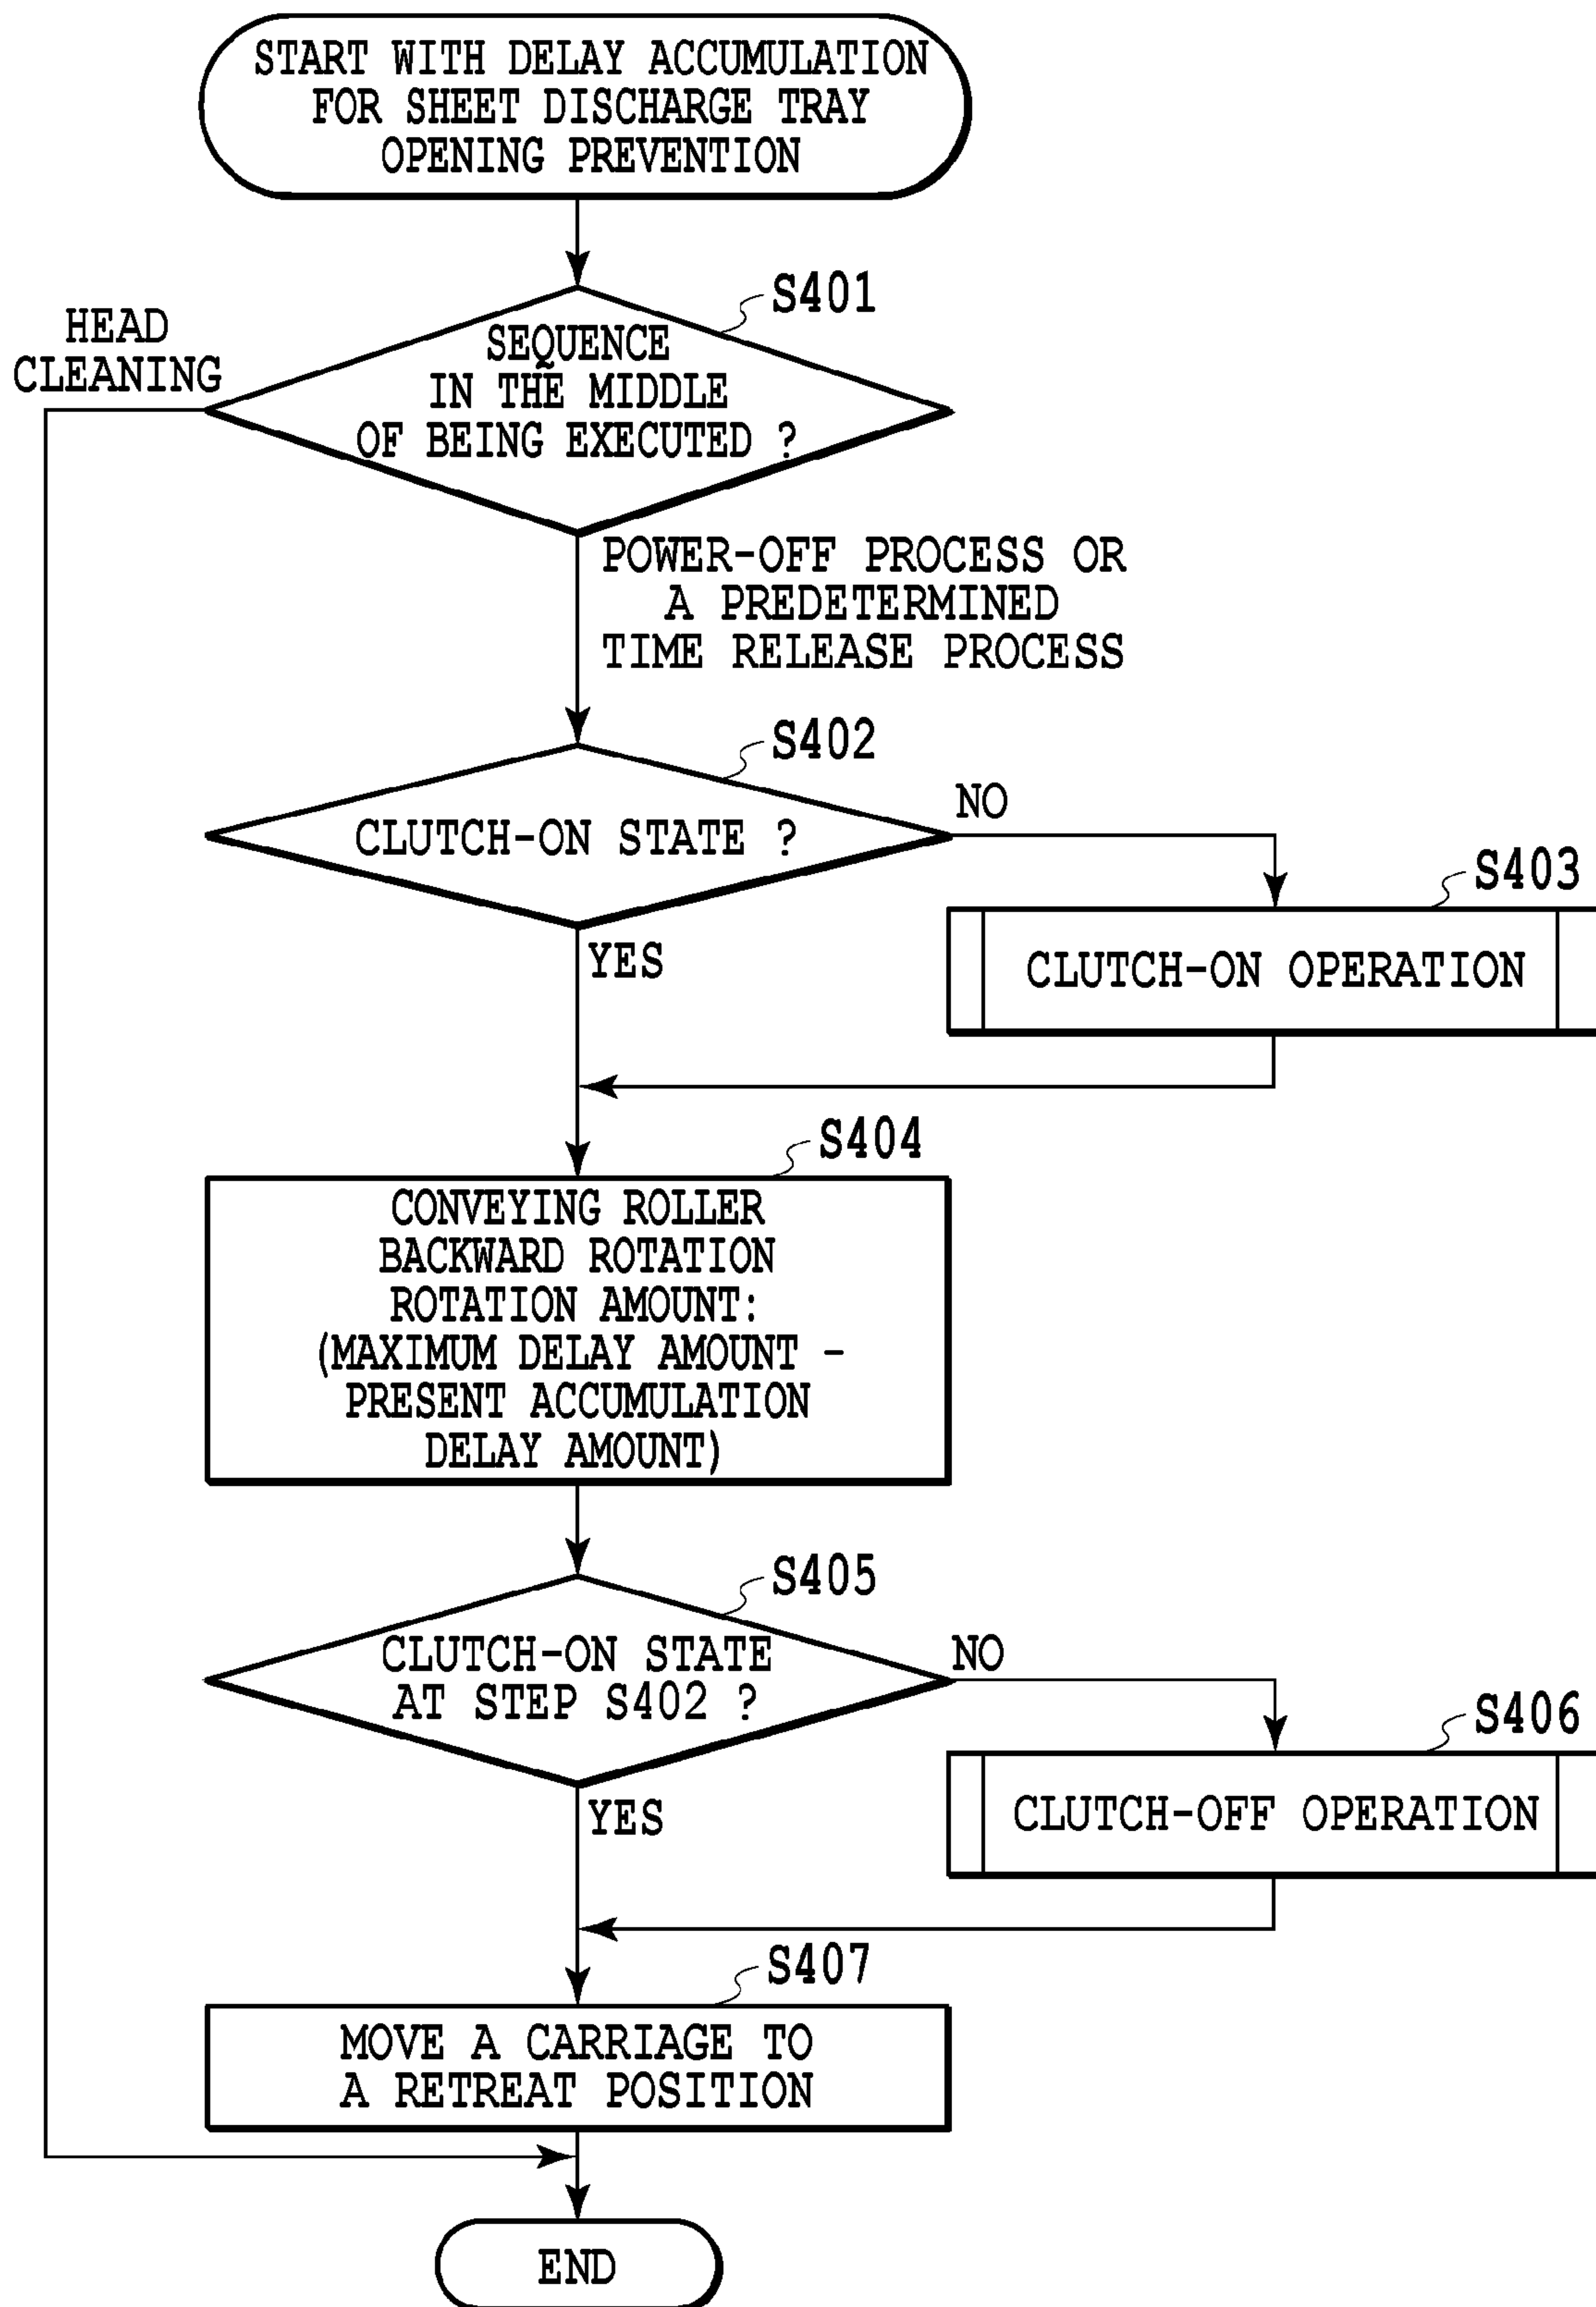 START WITH DELAY ACCUMULATION
FOR SHEET DISCHARGE TRAY
OPENING PREVENTION
S401
HEAD
CLEANING
SEQUENCE
IN THE MIDDLE
OF BEING EXECUTED ?
POWER-OFF PROCESS OR
A PREDETERMINED
TIME RELEASE PROCESS
S402
CLUTCH-ON STATE ?
NO
YES
S403
CLUTCH-ON OPERATION
S404
CONVEYING ROLLER
BACKWARD ROTATION
ROTATION AMOUNT:
(MAXIMUM DELAY AMOUNT -
PRESENT ACCUMULATION
DELAY AMOUNT)
S405
CLUTCH-ON STATE
AT STEP S402 ?
NO
YES
S406
CLUTCH-OFF OPERATION
S407
MOVE A CARRIAGE TO
A RETREAT POSITION
END